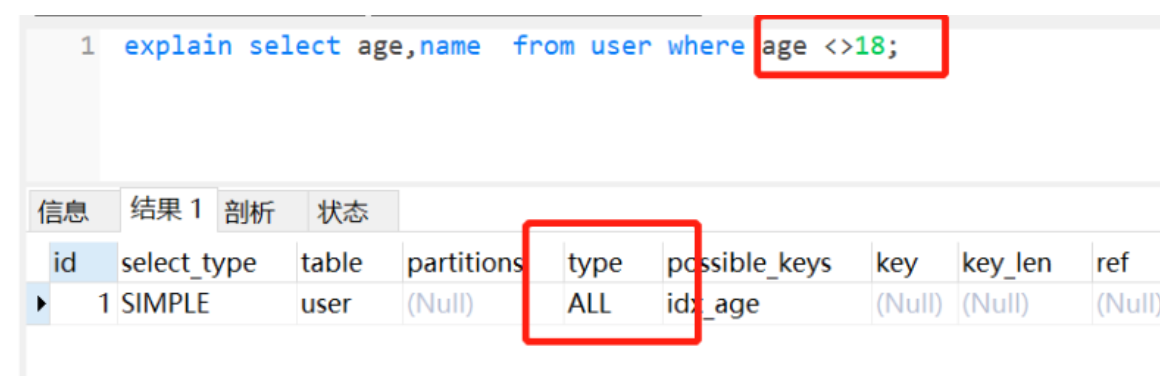 1 explain select age,name from user where age <>18;
信息 结果 1 剖析 状态
id select_type table partitions type possible_keys key key_len ref
1 SIMPLE user (Null) ALL idx_age (Null) (Null) (Null)